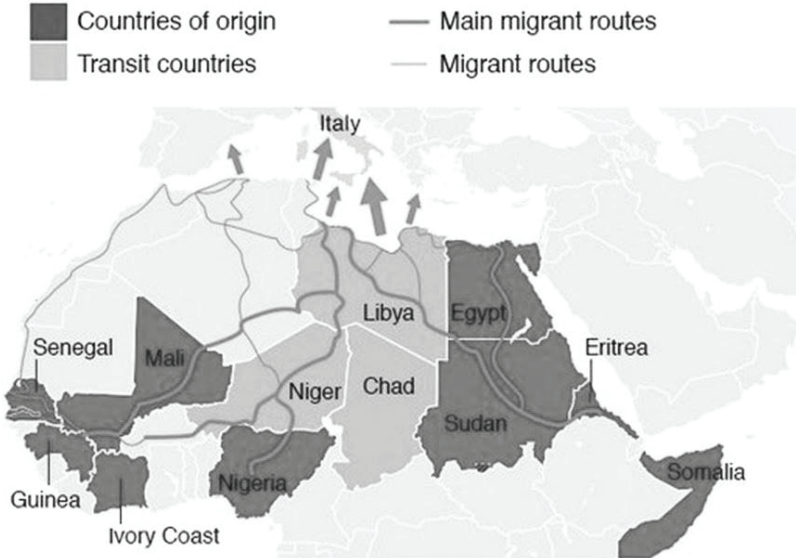 Countries of origin
Main migrant routes
Transit countries
Migrant routes
Italy
Libya
Egypt
Senegal
Mali
Eritrea
Niger
Chad
Sudan
Nigeria
Somalia
Guinea
Ivory Coast